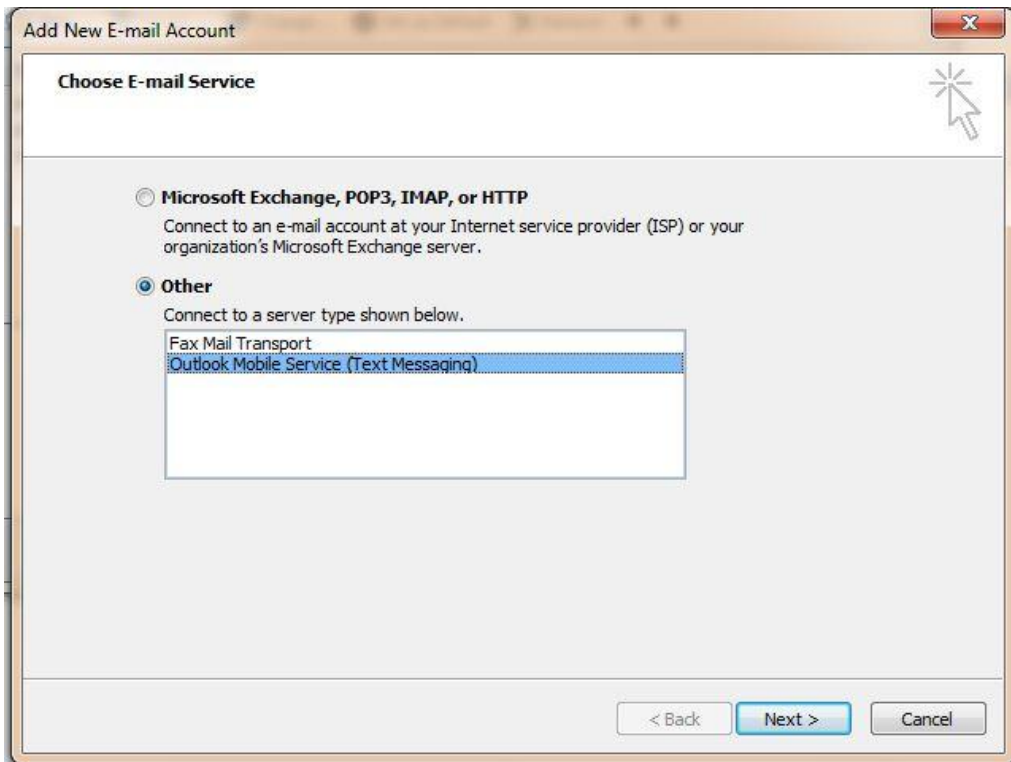 Add New E-mail Account
Choose E-mail Service
Microsoft Exchange, POP3, IMAP, or HTTP
Connect to an e-mail account at your Internet service provider (ISP) or your
organization's Microsoft Exchange server.
Other
Connect to a server type shown below.
Fax Mail Transport
Outlook Mobile Service (Text Messaging)
< Back Next > Cancel